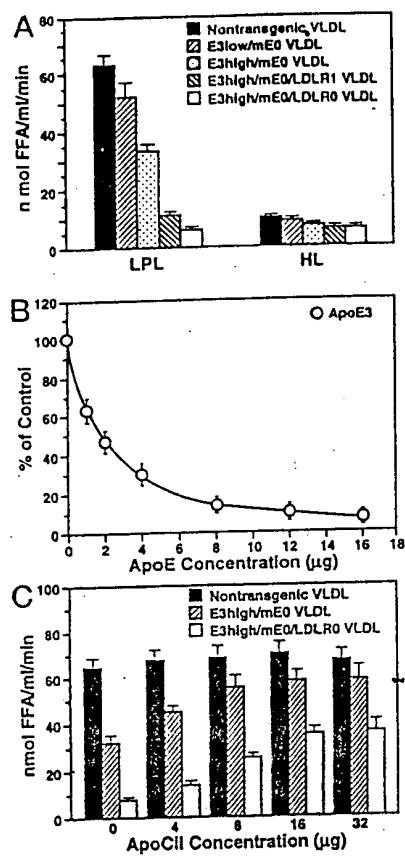 A
Nontransgenic VLDL
E3low/mE0 VLDL
E3high/mE0 VLDL
E3high/mE0/LDLR1 VLDL
E3high/mE0/LDLR0 VLDL
n mol FFA/ml/min
80
60
40
20
0
LPL
HL
B
ApoE3
% of Control
120
100
80
60
40
20
0
0 2 4 6 8 10 12 14 16 18
ApoE Concentration (µg)
C
Nontransgenic VLDL
E3high/mE0 VLDL
E3high/mE0/LDLR0 VLDL
nmol FFA/ml/min
100
80
60
40
20
0
0 4 8 16 32
ApoCII Concentration (µg)